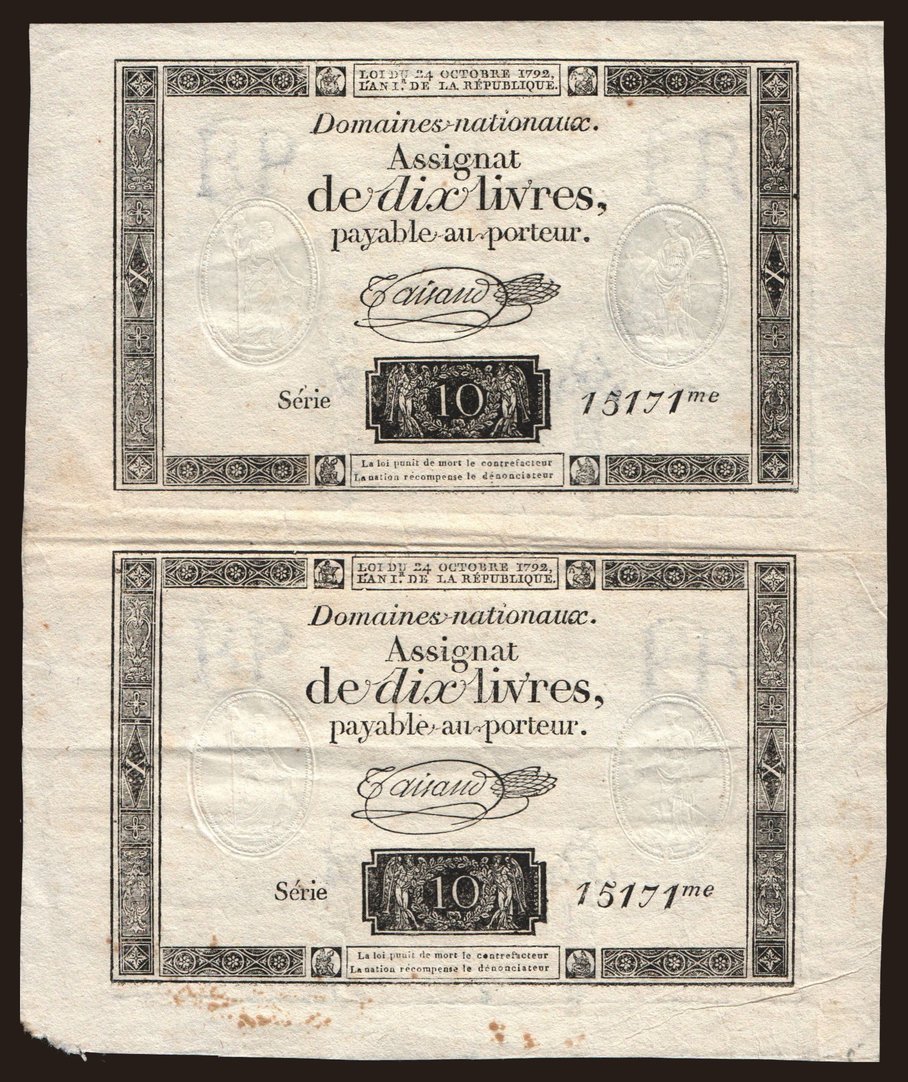 LOI DU 24 OCTOBRE 1792,
L'AN I.er DE LA RÉPUBLIQUE.
Domaines nationaux.
Assignat
de dix livres,
payable au porteur.
Taisaud
X
X
10
Série
15171me
La loi punit de mort le contrefacteur
La nation récompense le dénonciateur
LOI DU 24 OCTOBRE 1792,
L'AN I.er DE LA RÉPUBLIQUE.
Domaines nationaux.
Assignat
de dix livres,
payable au porteur.
Taisaud
X
X
10
Série
15171me
La loi punit de mort le contrefacteur
La nation récompense le dénonciateur